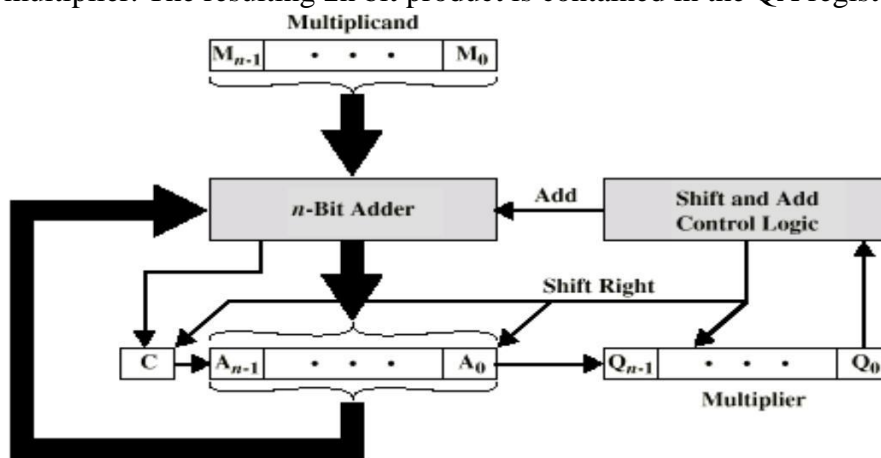 multiplier. The resulting 2n bit product is contained in the QA regist
Multiplicand
Mn-1 · · · M0
n-Bit Adder
Add
Shift and Add
Control Logic
Shift Right
C
An-1 · · · A0
Qn-1 · · · Q0
Multiplier